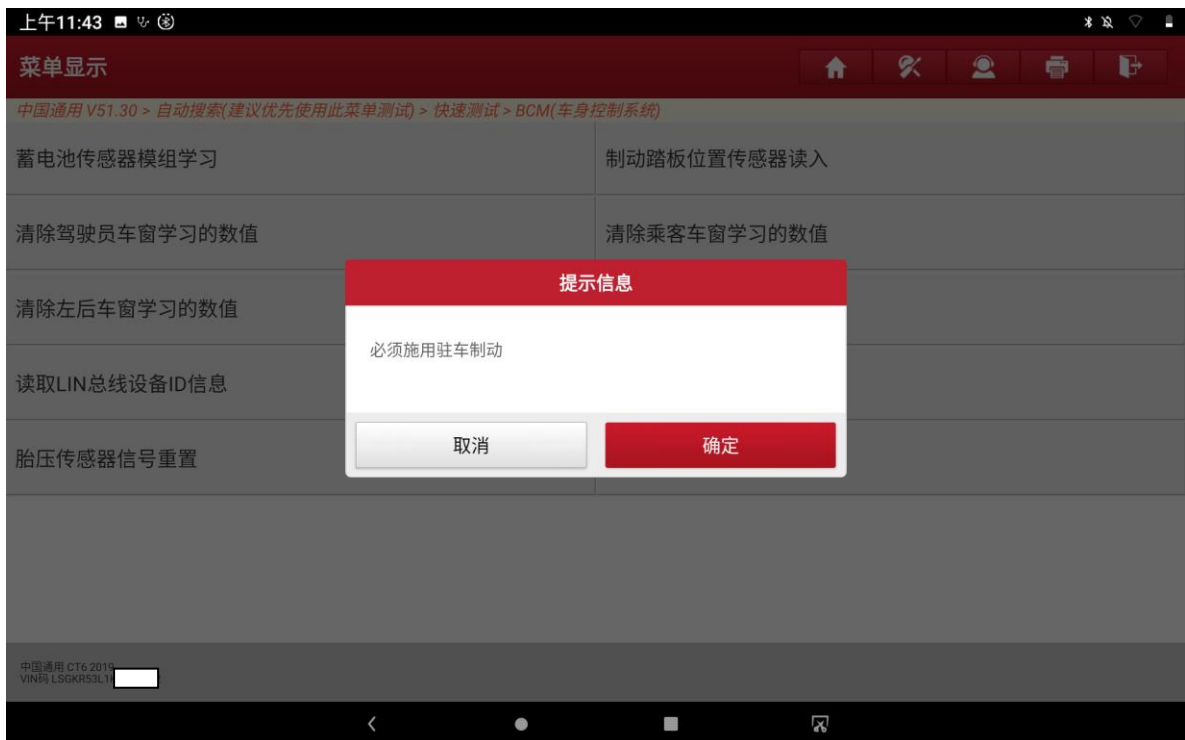 上午11:43
菜单显示
中国通用 V51.30 > 自动搜索(建议优先使用此菜单测试) > 快速测试 > BCM(车身控制系统)
蓄电池传感器模组学习
制动踏板位置传感器读入
清除驾驶员车窗学习的数值
清除乘客车窗学习的数值
清除左后车窗学习的数值
提示信息
必须施用驻车制动
读取LIN总线设备ID信息
取消
确定
胎压传感器信号重置
中国通用 CT6 2019
VIN码 LSGKR53L1